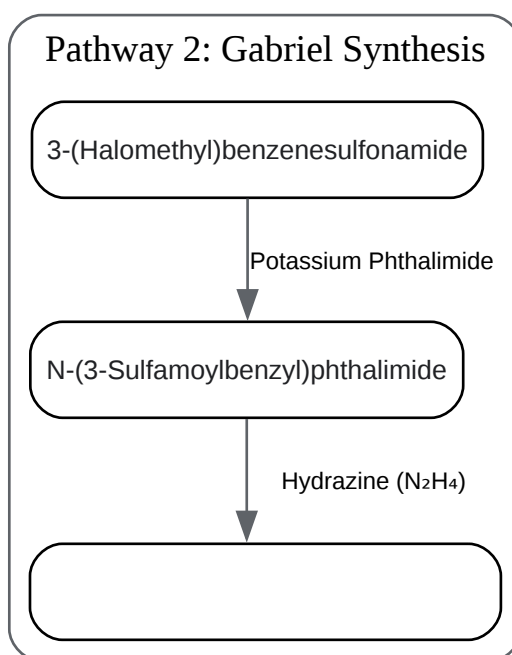 Pathway 2: Gabriel Synthesis
3-(Halomethyl)benzenesulfonamide
Potassium Phthalimide
N-(3-Sulfamoylbenzyl)phthalimide
Hydrazine (N₂H₄)